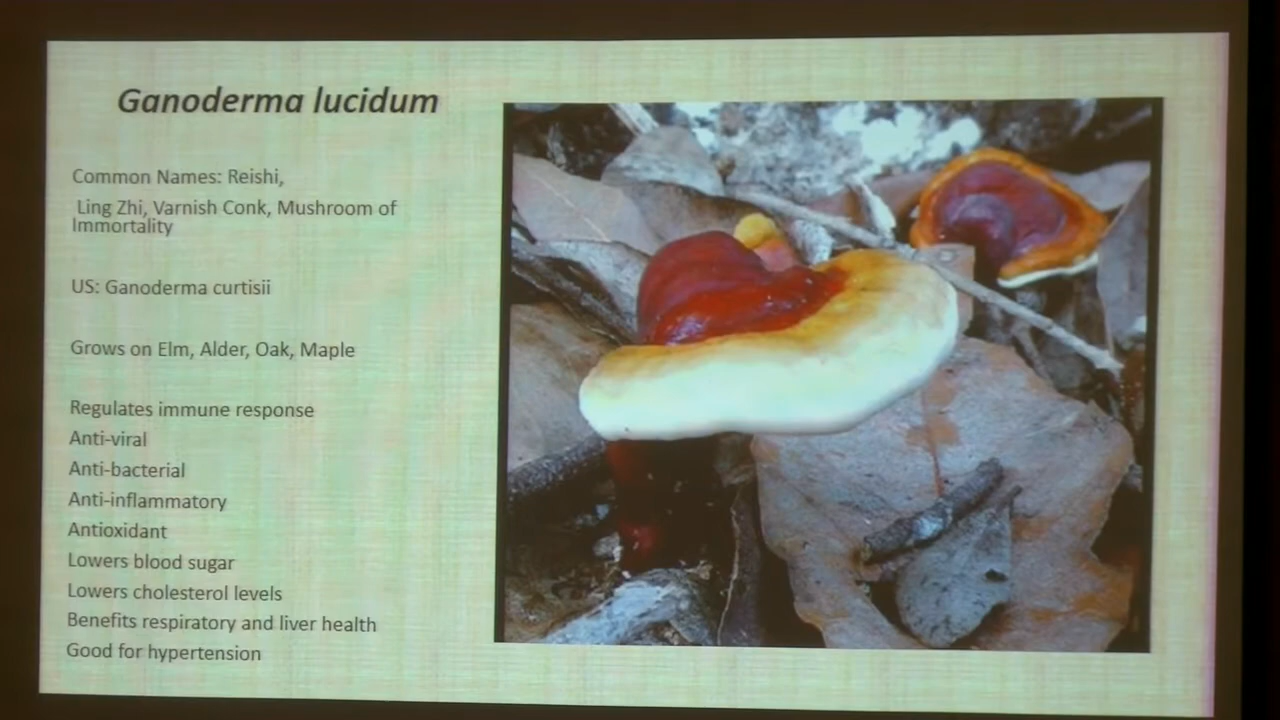 Ganoderma lucidum
Common Names: Reishi,
Ling Zhi, Varnish Conk, Mushroom of
Immortality
US: Ganoderma curtisii
Grows on Elm, Alder, Oak, Maple
Regulates immune response
Anti-viral
Anti-bacterial
Anti-inflammatory
Antioxidant
Lowers blood sugar
Lowers cholesterol levels
Benefits respiratory and liver health
Good for hypertension